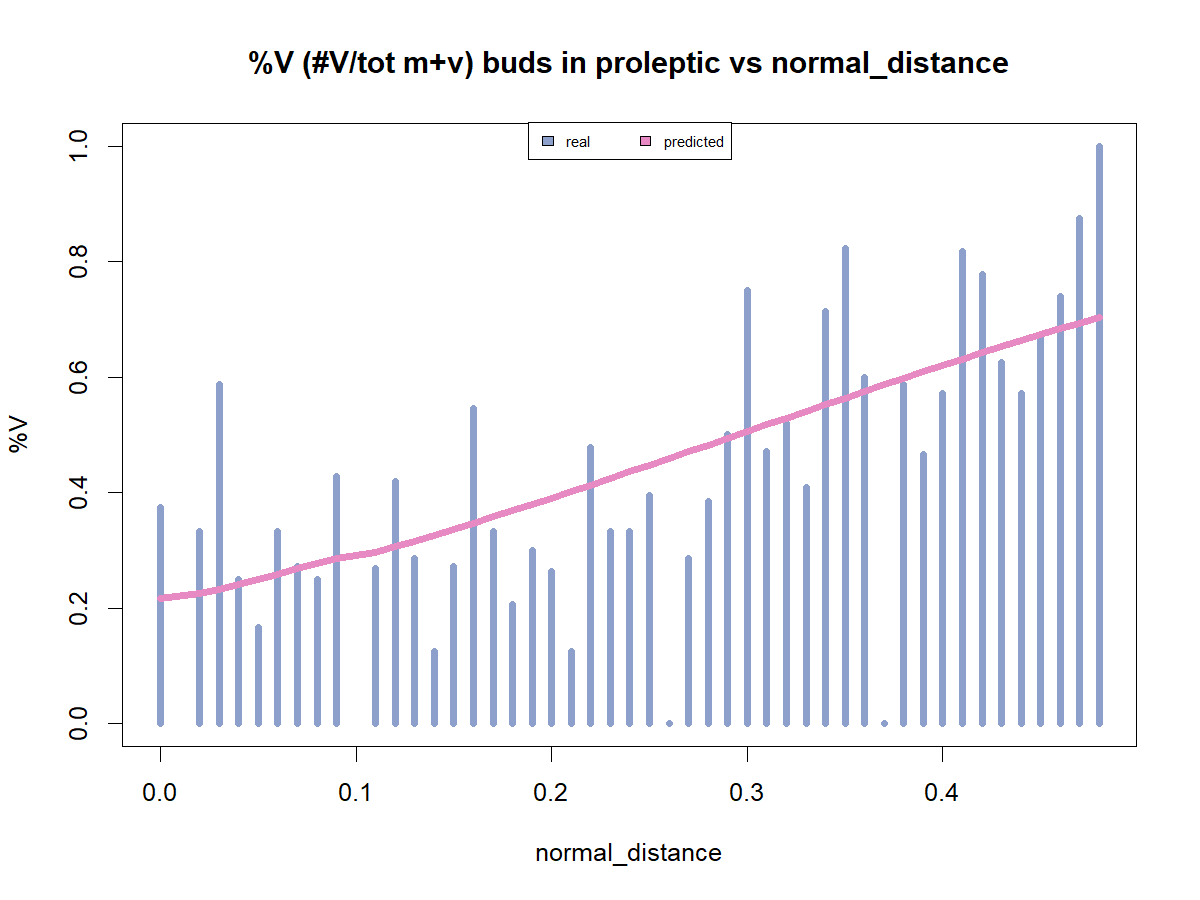 %V (#V/tot m+v) buds in proleptic vs normal_distance
real predicted
1.0
0.8
0.6
0.4
0.2
0.0
%V
0.0 0.1 0.2 0.3 0.4
normal_distance